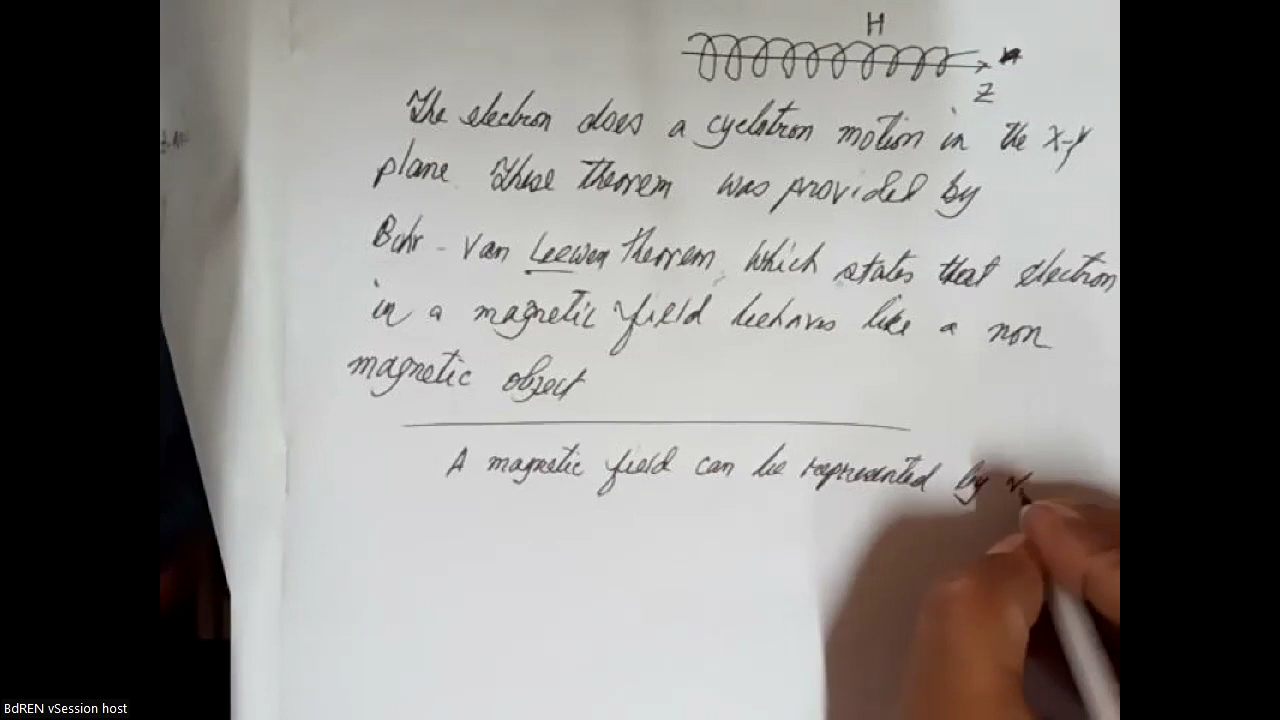 H
Z
The electron does a cyclotron motion in the X-Y
plane. These theorem was provided by
Bohr - Van Leewen theorem, which states that electron
in a magnetic field behaves like a non
magnetic object
A magnetic field can be represented by
BdREN vSession host